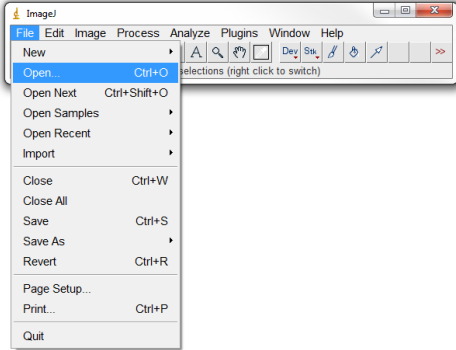 ImageJ
File Edit Image Process Analyze Plugins Window Help
A Dev Stk >>
selections (right click to switch)
New
Open... Ctrl+O
Open Next Ctrl+Shift+O
Open Samples
Open Recent
Import
Close Ctrl+W
Close All
Save Ctrl+S
Save As
Revert Ctrl+R
Page Setup...
Print... Ctrl+P
Quit